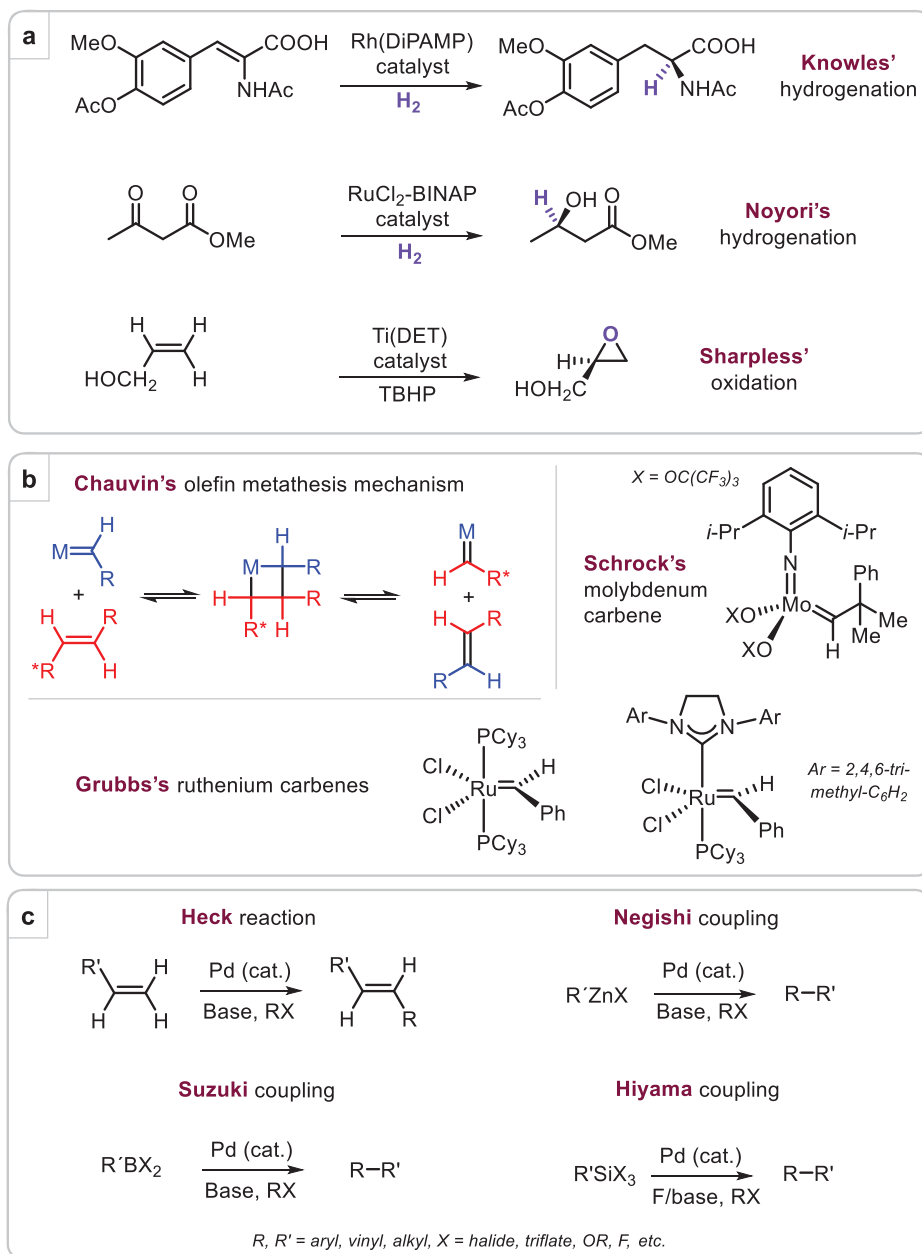 a
MeO
COOH
NHAc
AcO
Rh(DiPAMP)
catalyst
H2
MeO
COOH
H
NHAc
AcO
Knowles'
hydrogenation
O
O
OMe
RuCl2-BINAP
catalyst
H2
H
OH
O
OMe
Noyori's
hydrogenation
H
H
HOH2C
H
Ti(DET)
catalyst
TBHP
O
H
HOH2C
Sharpless'
oxidation
b
Chauvin's olefin metathesis mechanism
H
M
R
+
R
*R
H
H
M
R
H
R
R*
H
M
H
R*
+
H
R
R
H
X = OC(CF3)3
Schrock's
molybdenum
carbene
i-Pr
i-Pr
N
Ph
XO
Mo
XO
Me
Me
H
Grubbs's ruthenium carbenes
PCy3
Cl
H
Ru
Cl
Ph
PCy3
Ar
N
N
Ar
Cl
H
Ru
Cl
Ph
PCy3
Ar = 2,4,6-tri-
methyl-C6H2
c
Heck reaction
R'
H
H
H
Pd (cat.)
Base, RX
R'
H
H
R
Negishi coupling
R´ZnX
Pd (cat.)
Base, RX
R–R'
Suzuki coupling
R´BX2
Pd (cat.)
Base, RX
R–R'
Hiyama coupling
R'SiX3
Pd (cat.)
F/base, RX
R–R'
R, R' = aryl, vinyl, alkyl, X = halide, triflate, OR, F, etc.